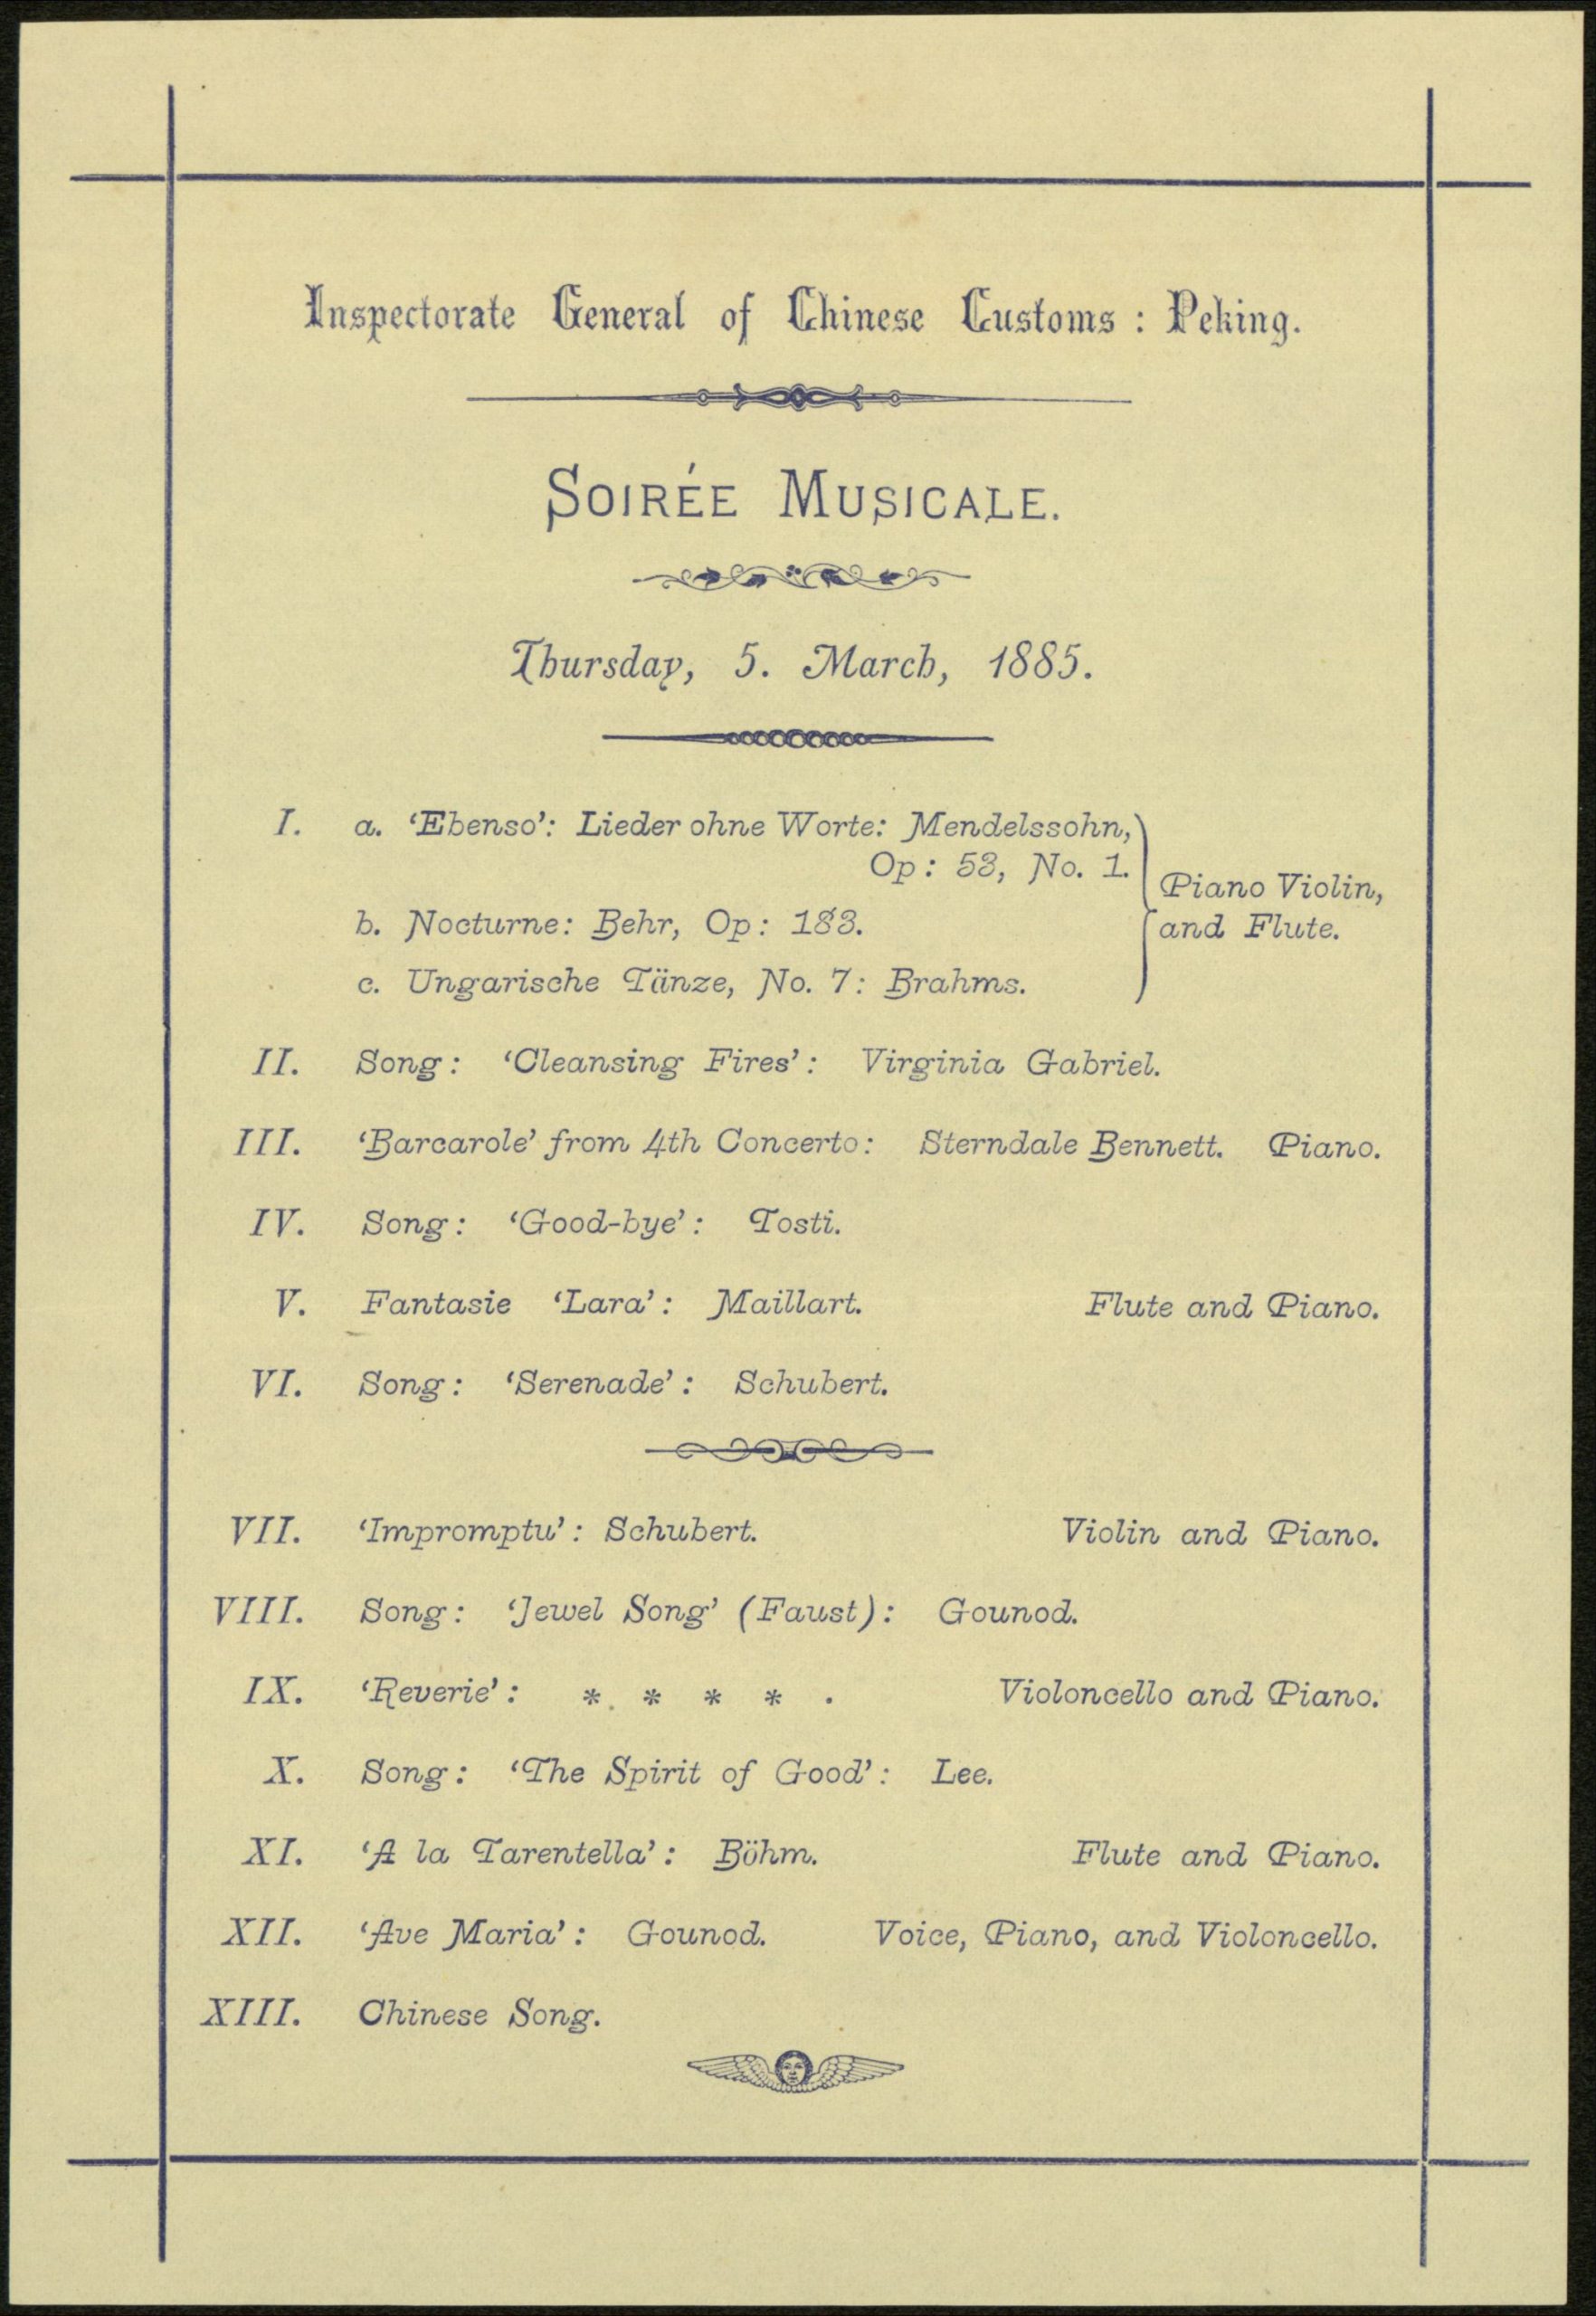 Inspectorate General of Chinese Customs : Peking.
SOIRÉE MUSICALE.
Thursday, 5. March, 1885.
I. a. ‘Ebenso’: Lieder ohne Worte: Mendelssohn,
Op: 53, No. 1.
Piano Violin,
b. Nocturne: Behr, Op: 183.
and Flute.
c. Ungarische Tänze, No. 7: Brahms.
II. Song: ‘Cleansing Fires’: Virginia Gabriel.
III. ‘Barcarole’ from 4th Concerto: Sterndale Bennett. Piano.
IV. Song: ‘Good-bye’: Tosti.
V. Fantasie ‘Lara’: Maillart. Flute and Piano.
VI. Song: ‘Serenade’: Schubert.
VII. ‘Impromptu’: Schubert. Violin and Piano.
VIII. Song: ‘Jewel Song’ (Faust): Gounod.
IX. ‘Reverie’: * * * * . Violoncello and Piano.
X. Song: ‘The Spirit of Good’: Lee.
XI. ‘A la Tarentella’: Böhm. Flute and Piano.
XII. ‘Ave Maria’: Gounod. Voice, Piano, and Violoncello.
XIII. Chinese Song.